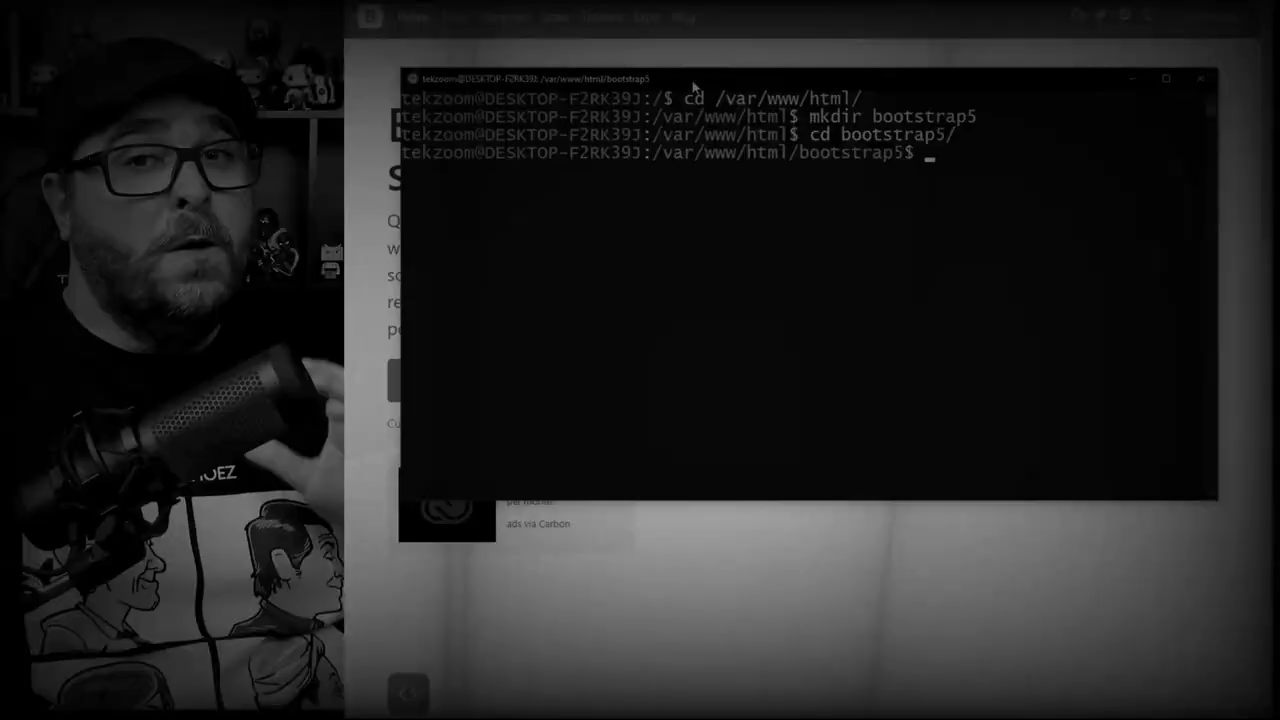 tekzoom@DESKTOP-F2RK39J: /var/www/html/bootstrap5
tekzoom@DESKTOP-F2RK39J:/$ cd /var/www/html/
tekzoom@DESKTOP-F2RK39J:/var/www/html$ mkdir bootstrap5
tekzoom@DESKTOP-F2RK39J:/var/www/html$ cd bootstrap5/
tekzoom@DESKTOP-F2RK39J:/var/www/html/bootstrap5$
Home
Blog
ads via Carbon